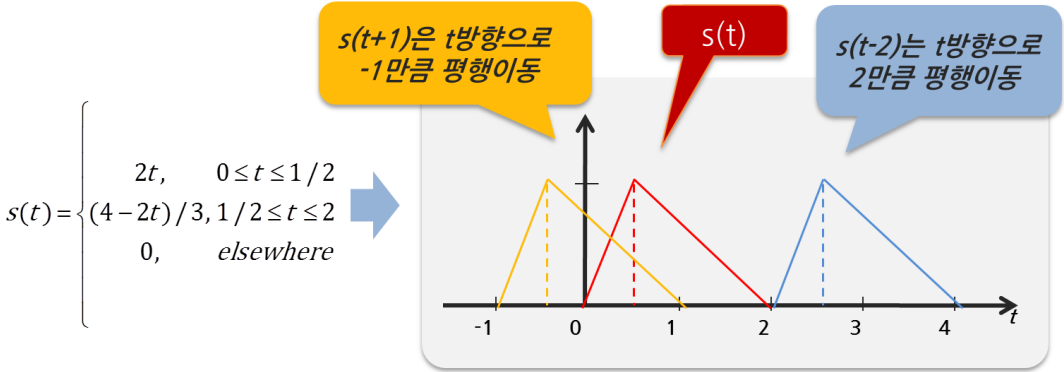 s(t+1)은 t방향으로
-1만큼 평행이동
s(t)
s(t-2)는 t방향으로
2만큼 평행이동
2t, 0≤t≤1/2
s(t)= (4-2t)/3, 1/2≤t≤2
0, elsewhere
-1 0 1 2 3 4 t